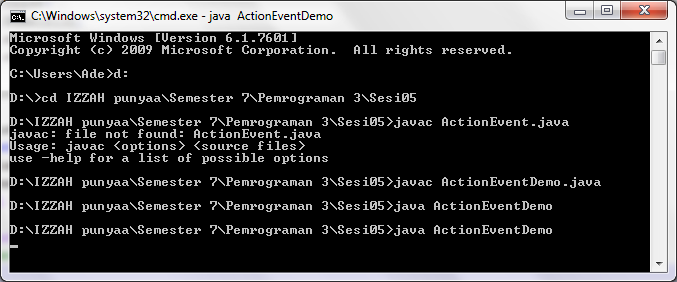 C:\Windows\system32\cmd.exe - java  ActionEventDemo
Microsoft Windows [Version 6.1.7601]
Copyright (c) 2009 Microsoft Corporation.  All rights reserved.
C:\Users\Ade>d:
D:\>cd IZZAH punyaa\Semester 7\Pemrograman 3\Sesi05
D:\IZZAH punyaa\Semester 7\Pemrograman 3\Sesi05>javac ActionEvent.java
javac: file not found: ActionEvent.java
Usage: javac <options> <source files>
use -help for a list of possible options
D:\IZZAH punyaa\Semester 7\Pemrograman 3\Sesi05>javac ActionEventDemo.java
D:\IZZAH punyaa\Semester 7\Pemrograman 3\Sesi05>java ActionEventDemo
D:\IZZAH punyaa\Semester 7\Pemrograman 3\Sesi05>java ActionEventDemo